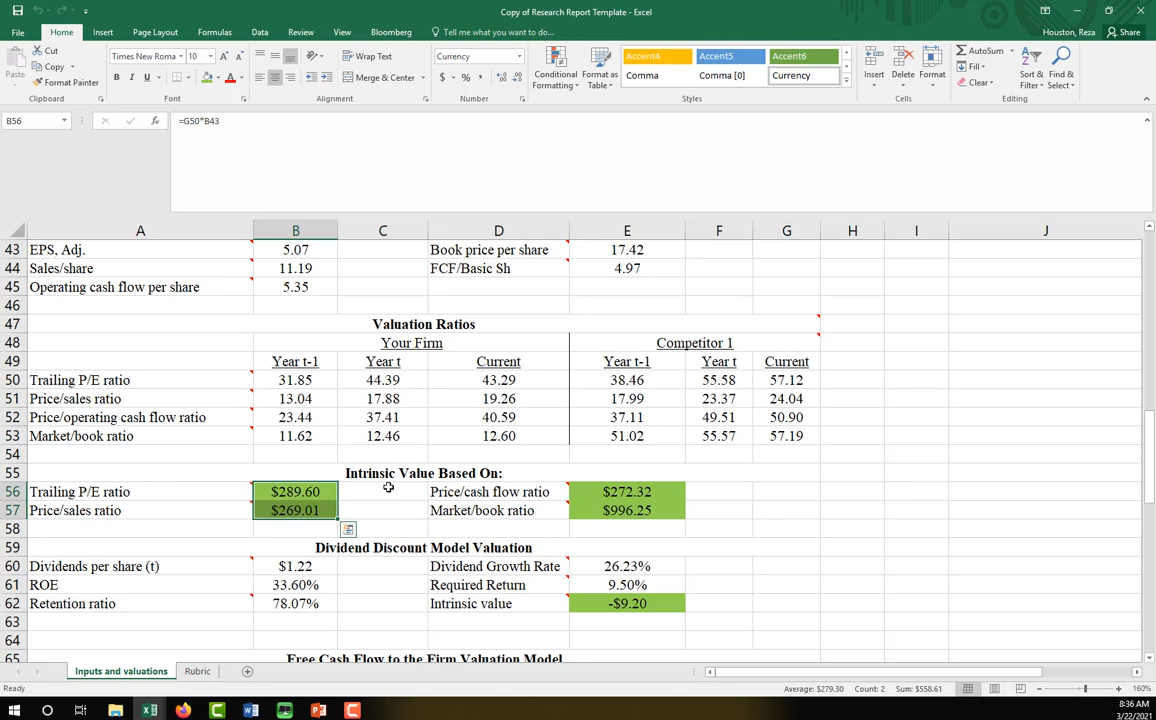 Copy of Research Report Template - Excel
File Home Insert Page Layout Formulas Data Review View Bloomberg Tell me what you want to do... Houston, Reza Share
Paste Cut Copy Format Painter Clipboard
Times New Roma 10 A A B I U A Font
Wrap Text Merge & Center Alignment
Currency $ % , Number
Conditional Formatting Format as Table
Accent4 Accent5 Accent6
Comma Comma [0] Currency
Styles
Insert Delete Format Cells
AutoSum Fill Clear Sort & Filter Find & Select Editing
B56 fx =G50*B43
A B C D E F G H I J
43 EPS, Adj. 5.07 Book price per share 17.42
44 Sales/share 11.19 FCF/Basic Sh 4.97
45 Operating cash flow per share 5.35
46
47 Valuation Ratios
48 Your Firm Competitor 1
49 Year t-1 Year t Current Year t-1 Year t Current
50 Trailing P/E ratio 31.85 44.39 43.29 38.46 55.58 57.12
51 Price/sales ratio 13.04 17.88 19.26 17.99 23.37 24.04
52 Price/operating cash flow ratio 23.44 37.41 40.59 37.11 49.51 50.90
53 Market/book ratio 11.62 12.46 12.60 51.02 55.57 57.19
54
55 Intrinsic Value Based On:
56 Trailing P/E ratio $289.60 Price/cash flow ratio $272.32
57 Price/sales ratio $269.01 Market/book ratio $996.25
58
59 Dividend Discount Model Valuation
60 Dividends per share (t) $1.22 Dividend Growth Rate 26.23%
61 ROE 33.60% Required Return 9.50%
62 Retention ratio 78.07% Intrinsic value -$9.20
63
64
65 Free Cash Flow to the Firm Valuation Model
Inputs and valuations Rubric
Ready Average: $279.30 Count: 2 Sum: $558.61 160%
8:36 AM
3/22/2021